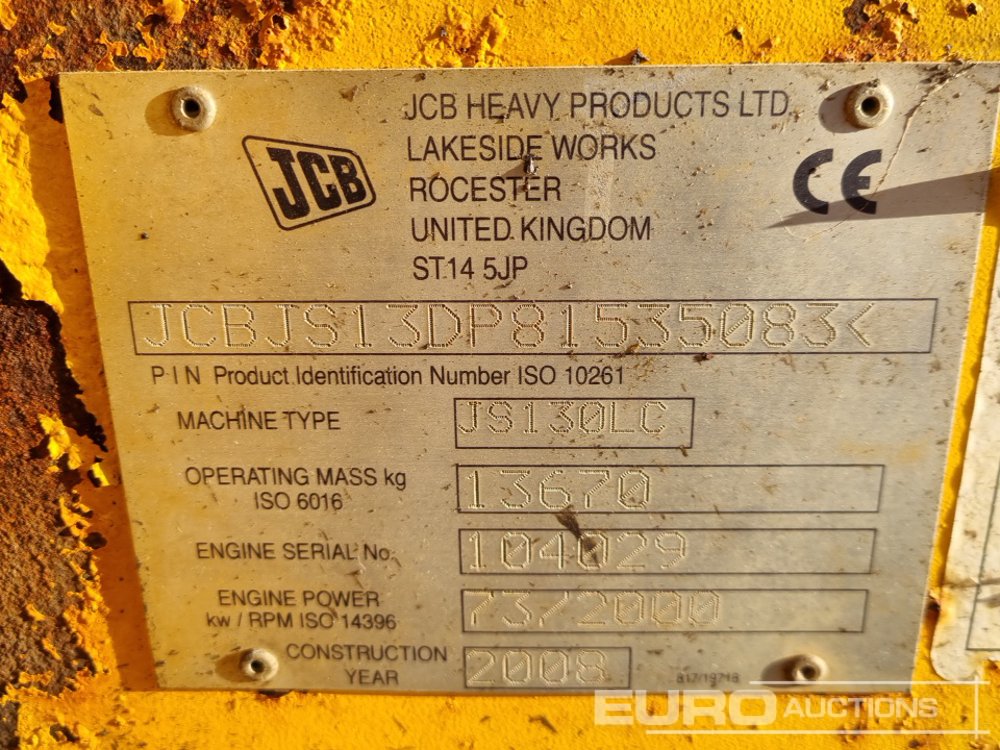 JCB HEAVY PRODUCTS LTD
LAKESIDE WORKS
ROCESTER
UNITED KINGDOM
ST14 5JP
JCB
CE
JCBJS13DP81535083<
PIN Product Identification Number ISO 10261
MACHINE TYPE JS130LC
OPERATING MASS kg
ISO 6016
13670
ENGINE SERIAL No. 104029
ENGINE POWER
kw / RPM ISO 14396
73/2000
CONSTRUCTION
YEAR
2008
817/19718
EURO AUCTIONS